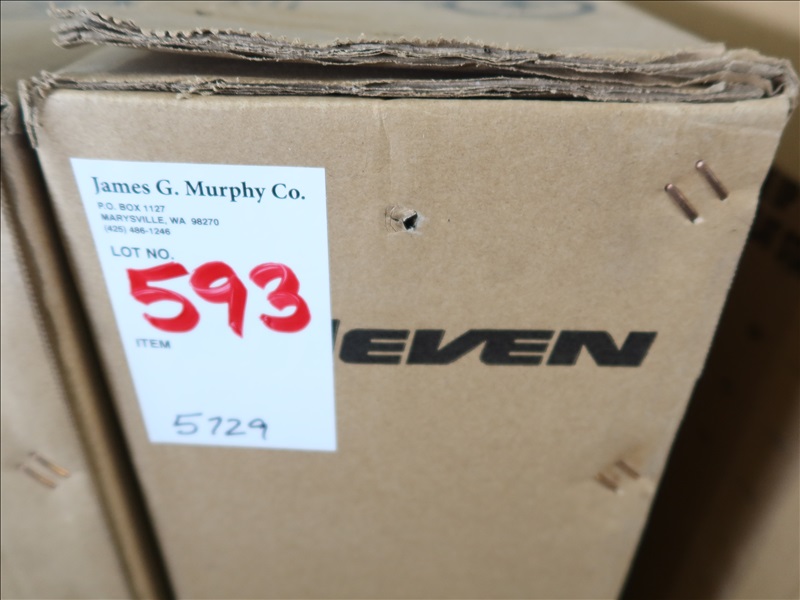 James G. Murphy Co.
P.O. BOX 1127
MARYSVILLE, WA 98270
(425) 486-1246
LOT NO.
593
ITEM
5729
EVEN